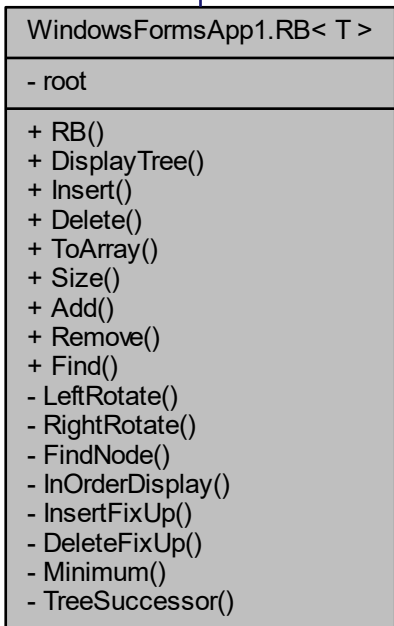 WindowsFormsApp1.RB< T >
- root
+ RB()
+ DisplayTree()
+ Insert()
+ Delete()
+ ToArray()
+ Size()
+ Add()
+ Remove()
+ Find()
- LeftRotate()
- RightRotate()
- FindNode()
- InOrderDisplay()
- InsertFixUp()
- DeleteFixUp()
- Minimum()
- TreeSuccessor()